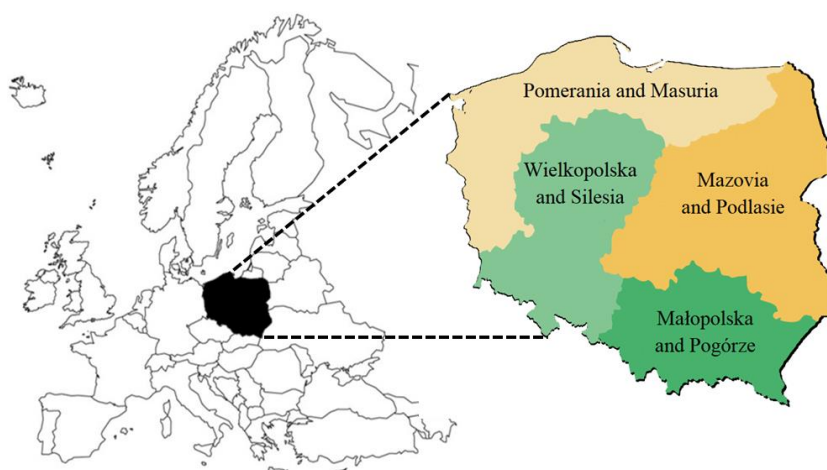 Pomerania and Masuria
Wielkopolska
and Silesia
Mazovia
and Podlasie
Małopolska
and Pogórze